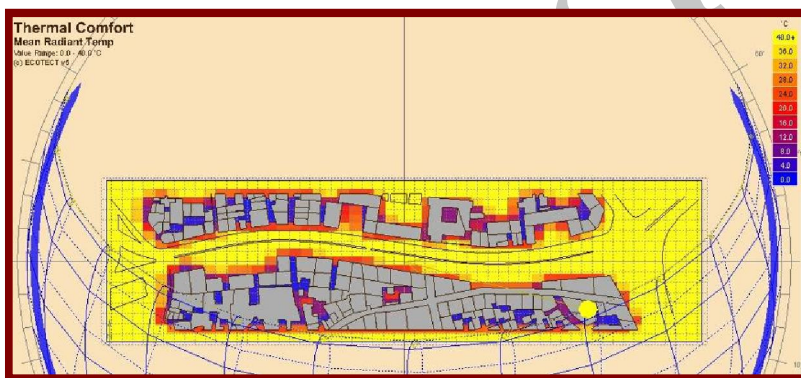 Thermal Comfort
Mean Radiant Temp
Value Range: 0.0 - 40.0 °C
(c) ECOTECT v5
°C
40.0+
36.0
32.0
28.0
24.0
20.0
16.0
12.0
8.0
4.0
0.0